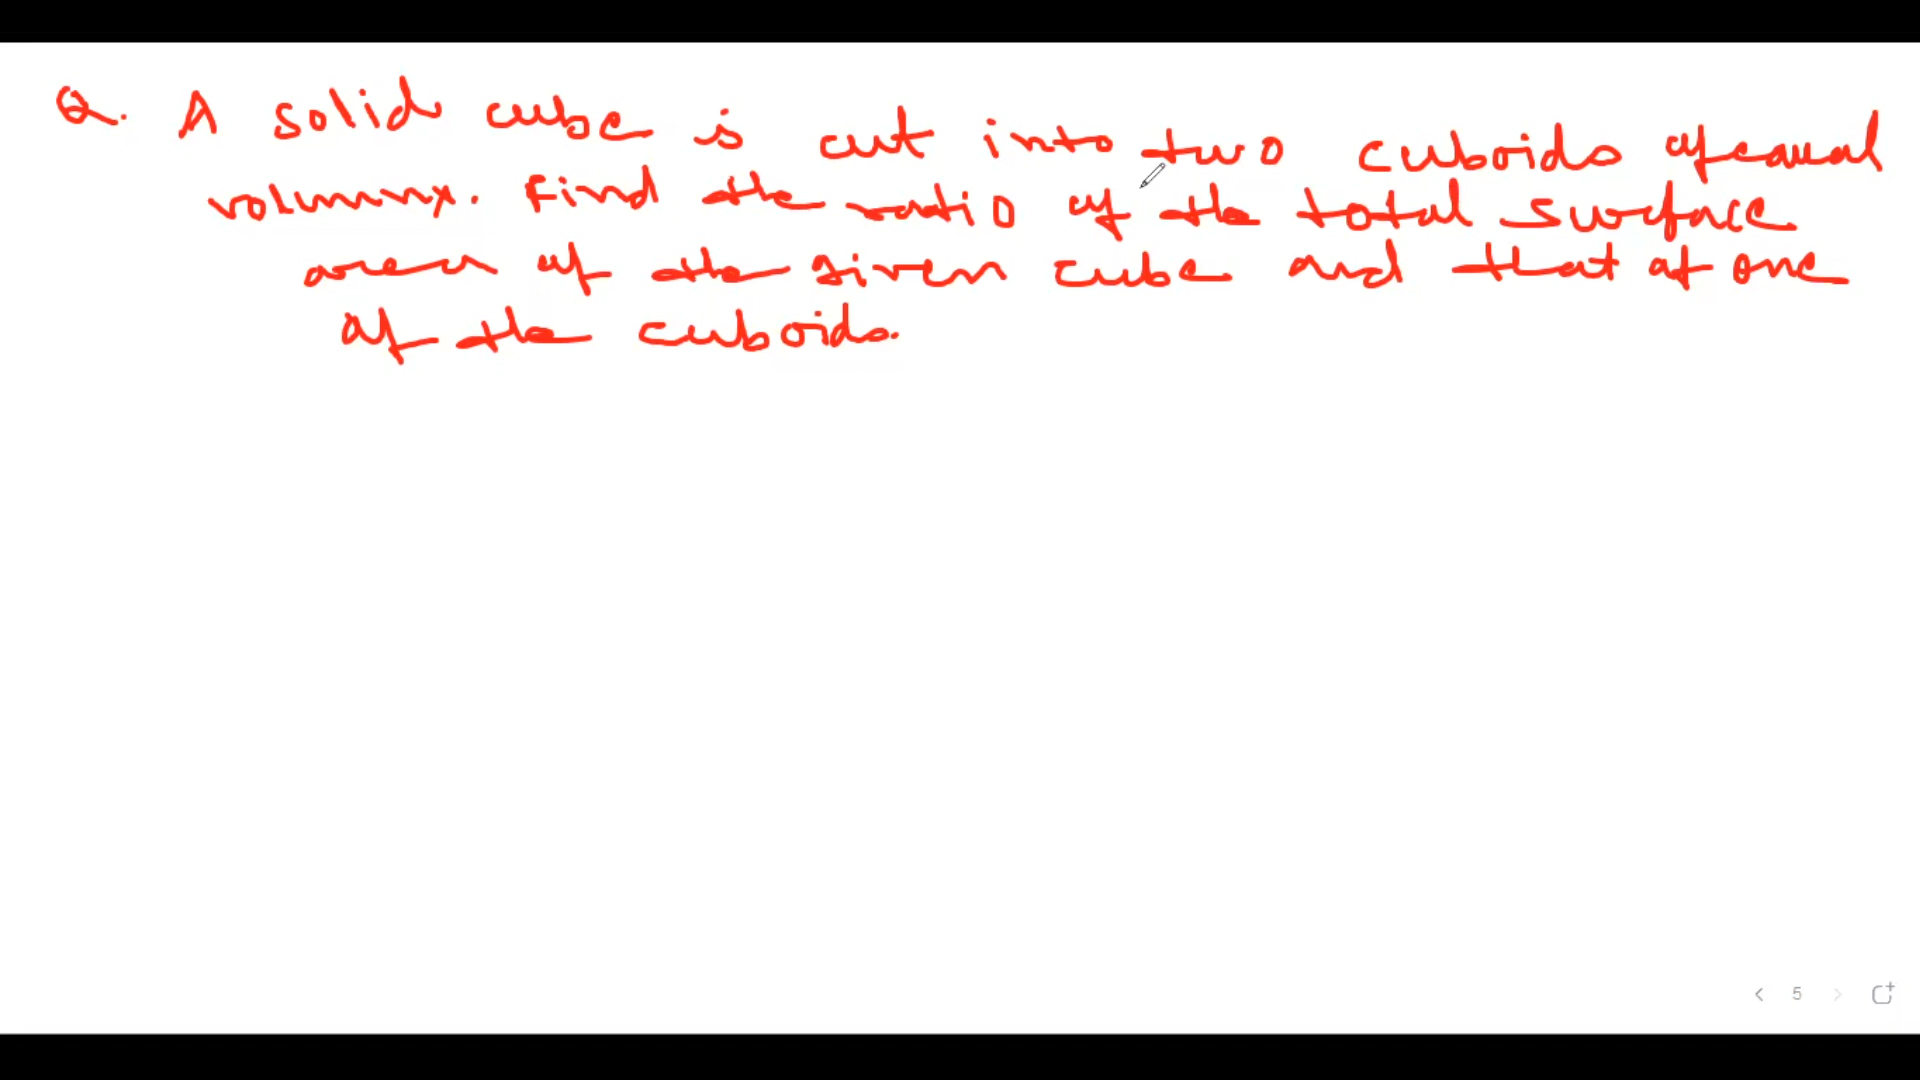 Q. A solid cube is cut into two cuboids of equal
volumnx. Find the ratio of the total surface
area of the given cube and that of one
of the cuboids.
5